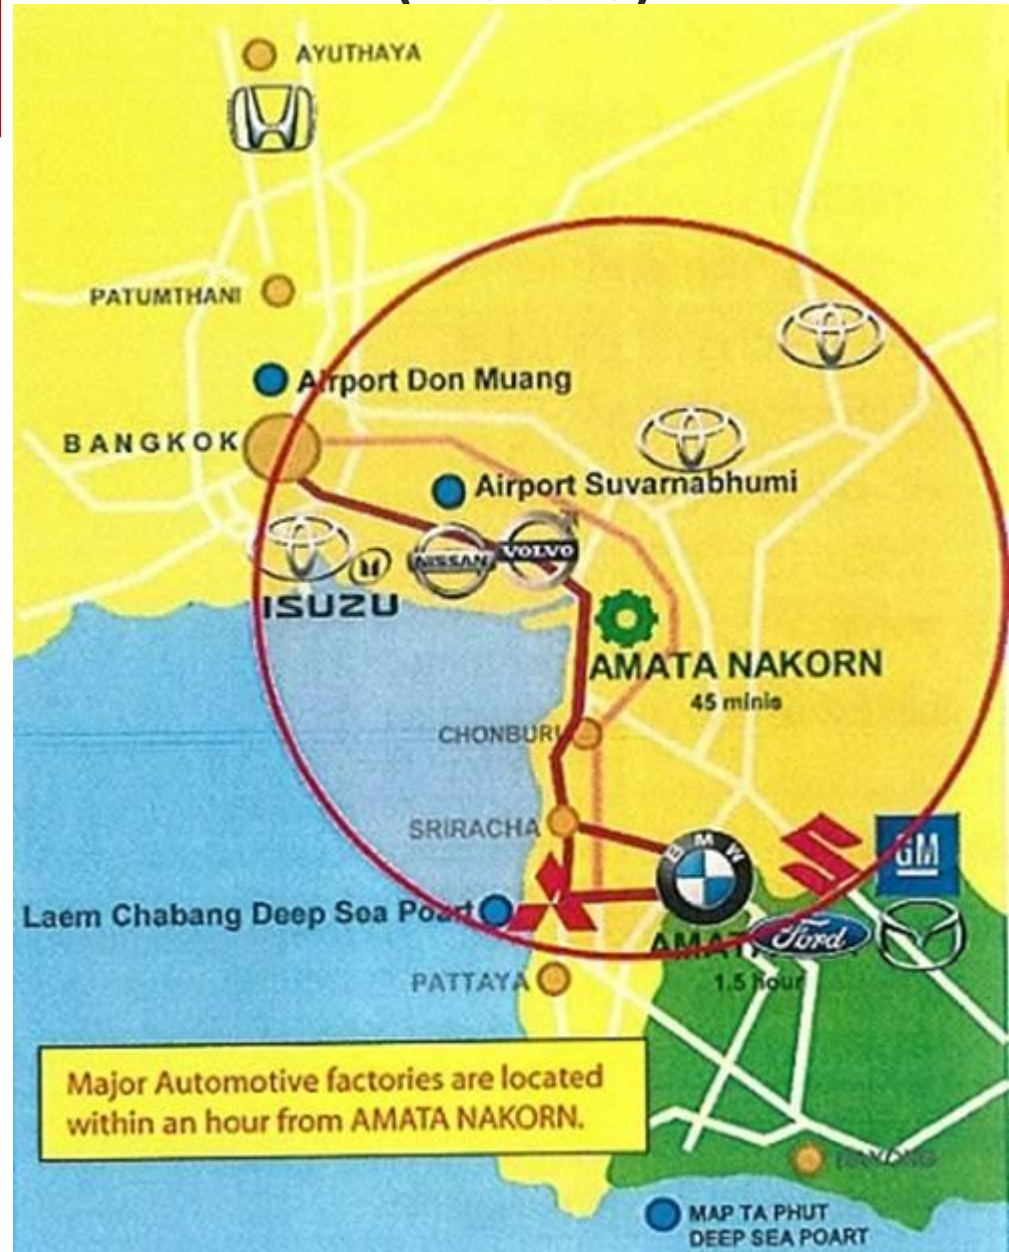 AYUTHAYA
PATUMTHANI
Airport Don Muang
BANGKOK
Airport Suvarnabhumi
NISSAN
VOLVO
ISUZU
AMATA NAKORN
45 minis
CHONBURI
SRIRACHA
BMW
GM
Laem Chabang Deep Sea Poart
Ford
PATTAYA
1.5 hour
Major Automotive factories are located
within an hour from AMATA NAKORN.
MAP TA PHUT
DEEP SEA POART